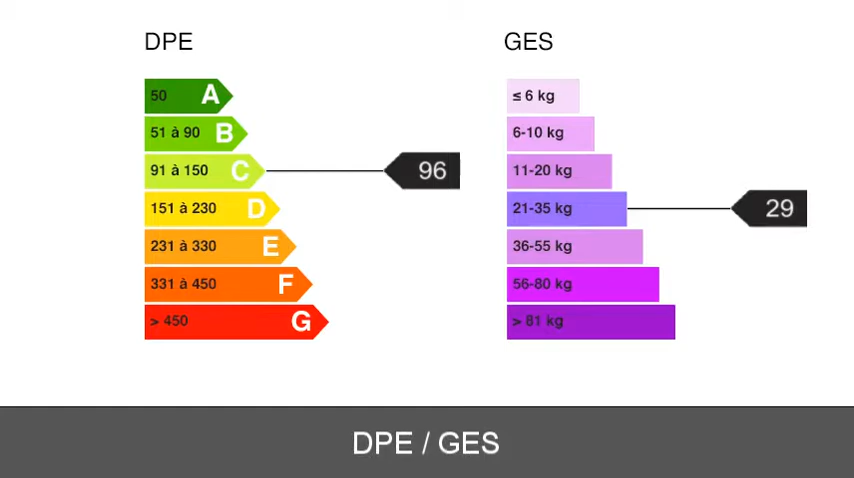 DPE
50 A
51 à 90 B
91 à 150 C
96
151 à 230 D
231 à 330 E
331 à 450 F
> 450 G
GES
≤ 6 kg
6-10 kg
11-20 kg
21-35 kg
29
36-55 kg
56-80 kg
> 81 kg
DPE / GES